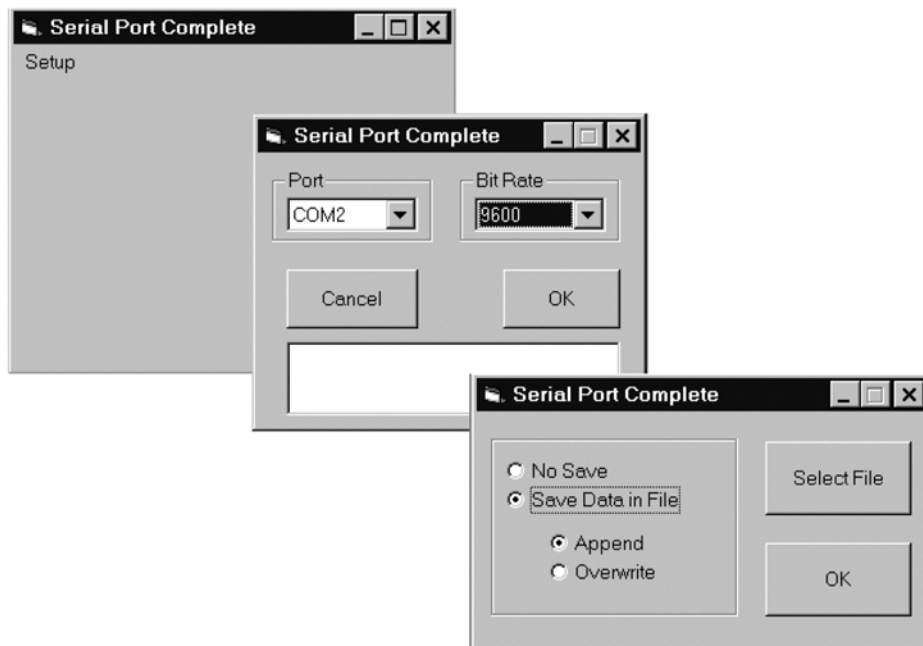 Serial Port Complete
Setup
Serial Port Complete
Port
Bit Rate
COM2
9600
Cancel
OK
Serial Port Complete
No Save
Save Data in File
Append
Overwrite
Select File
OK